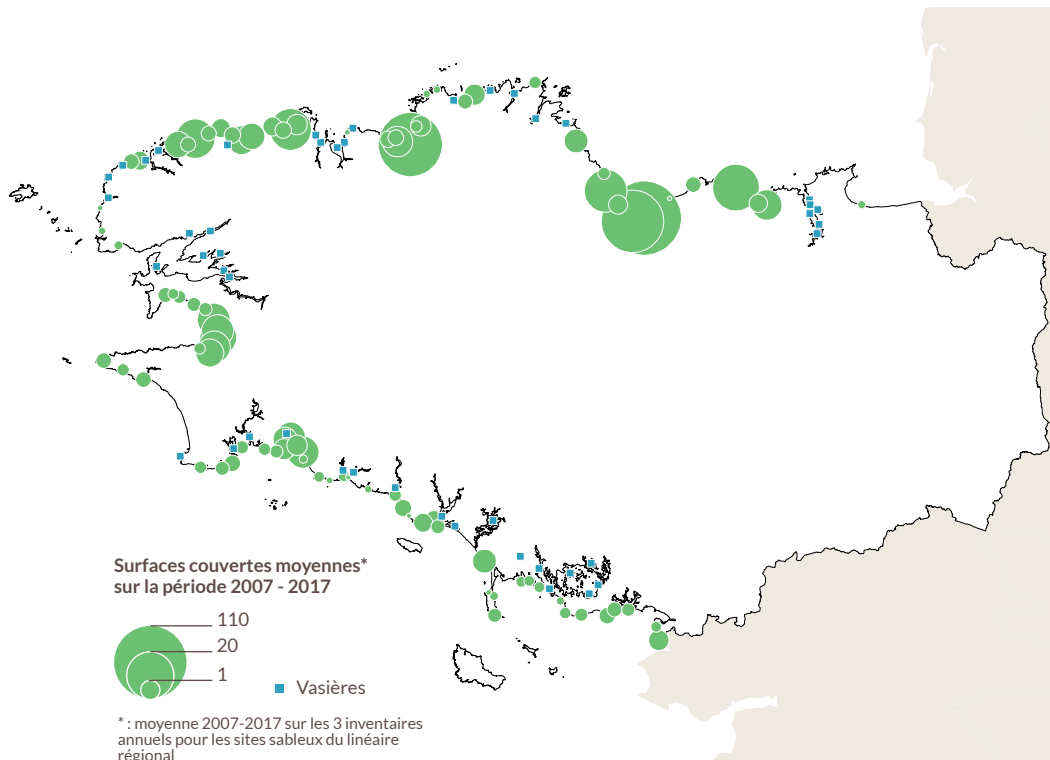 Surfaces couvertes moyennes*
sur la période 2007 - 2017
110
20
1
Vasières
* : moyenne 2007-2017 sur les 3 inventaires
annuels pour les sites sableux du linéaire
régional